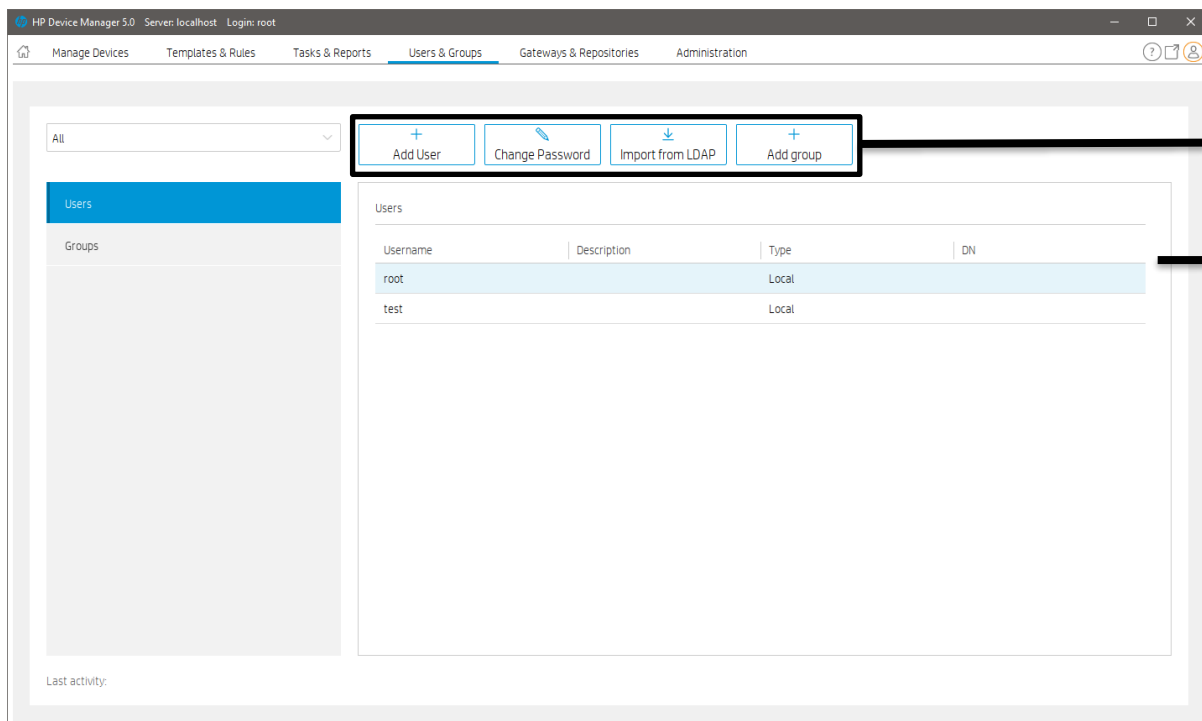 HP Device Manager 5.0 Server: localhost Login: root
Manage Devices Templates & Rules Tasks & Reports Users & Groups Gateways & Repositories Administration
All
Add User Change Password Import from LDAP Add group
Users
Groups
Users
Username Description Type DN
root Local
test Local
Last activity: